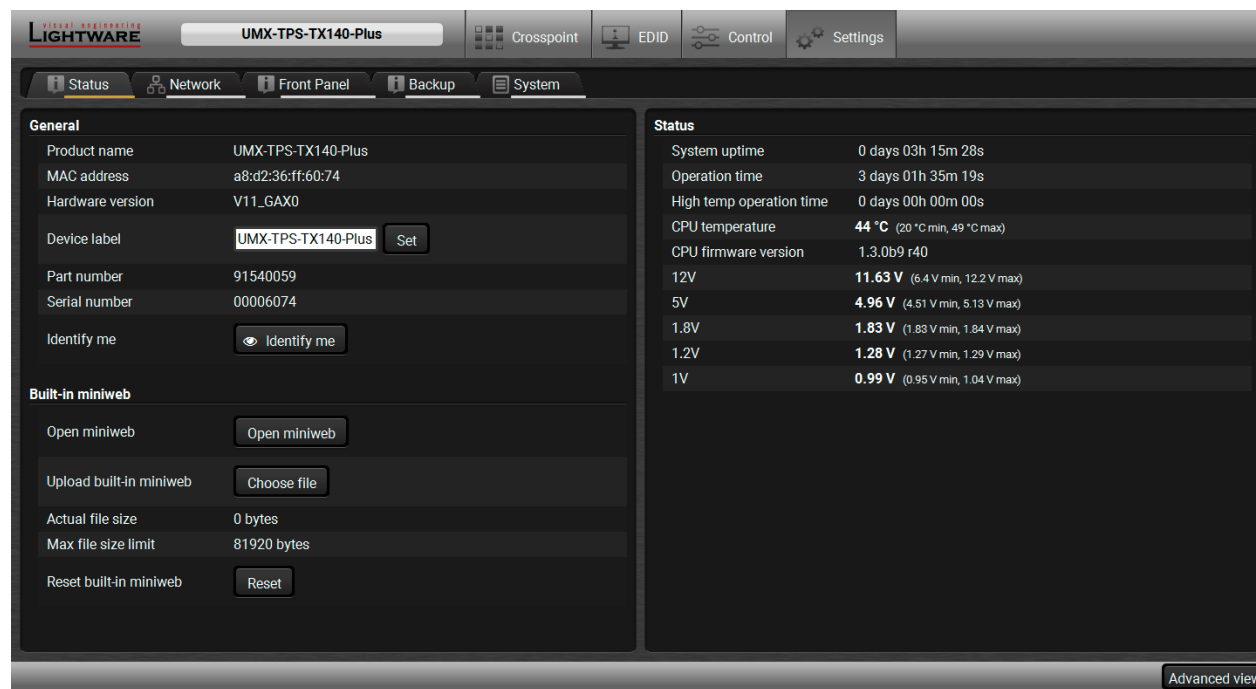 visual engineering
LIGHTWARE
UMX-TPS-TX140-Plus
Crosspoint
EDID
Control
Settings
Status
Network
Front Panel
Backup
System
General
Product name UMX-TPS-TX140-Plus
MAC address a8:d2:36:ff:60:74
Hardware version V11_GAX0
Device label UMX-TPS-TX140-Plus Set
Part number 91540059
Serial number 00006074
Identify me Identify me
Built-in miniweb
Open miniweb Open miniweb
Upload built-in miniweb Choose file
Actual file size 0 bytes
Max file size limit 81920 bytes
Reset built-in miniweb Reset
Status
System uptime 0 days 03h 15m 28s
Operation time 3 days 01h 35m 19s
High temp operation time 0 days 00h 00m 00s
CPU temperature 44 °C (20 °C min, 49 °C max)
CPU firmware version 1.3.0b9 r40
12V 11.63 V (6.4 V min, 12.2 V max)
5V 4.96 V (4.51 V min, 5.13 V max)
1.8V 1.83 V (1.83 V min, 1.84 V max)
1.2V 1.28 V (1.27 V min, 1.29 V max)
1V 0.99 V (0.95 V min, 1.04 V max)
Advanced view